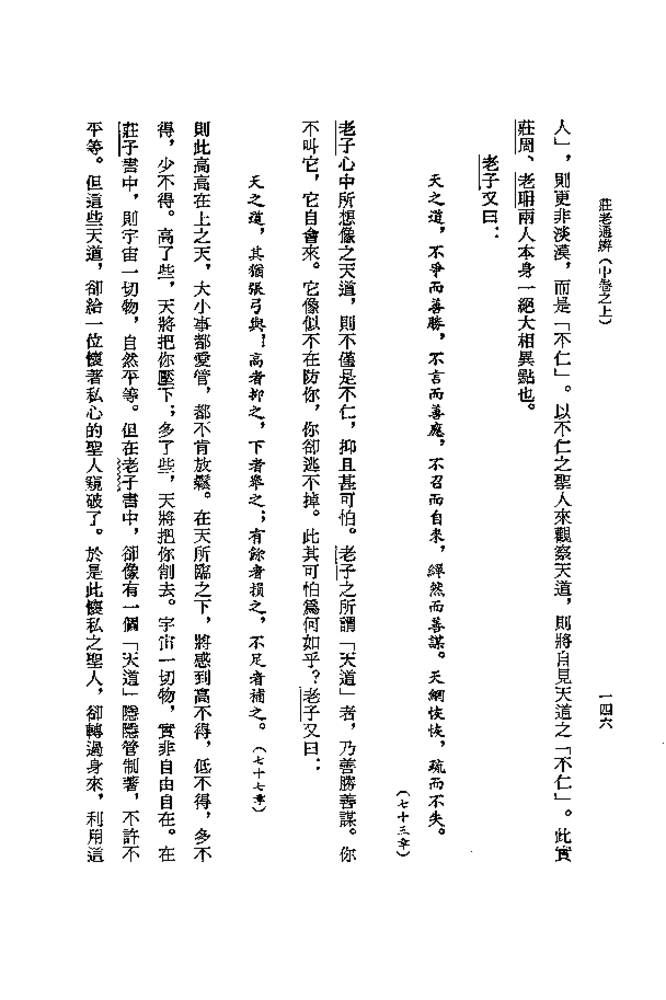 莊老通辨（中卷之上）
一四六
人」，則更非淡漠，而是「不仁」。以不仁之聖人來觀察天道，則將自見天道之「不仁」。此實
莊周、老耼兩人本身一絕大相異點也。
老子又曰：
天之道，不爭而善勝，不言而善應，不召而自來，繟然而善謀。天網恢恢，疏而不失。
（七十三章）
老子心中所想像之天道，則不僅是不仁，抑且甚可怕。老子之所謂「天道」者，乃善勝善謀。你
不叫它，它自會來。它像似不在防你，你卻逃不掉。此其可怕爲何如乎？老子又曰：
天之道，其猶張弓與！高者抑之，下者舉之；有餘者損之，不足者補之。（七十七章）
則此高高在上之天，大小事都愛管，都不肯放鬆。在天所臨之下，將感到高不得，低不得，多不
得，少不得。高了些，天將把你壓下；多了些，天將把你削去。宇宙一切物，實非自由自在。在
莊子書中，則宇宙一切物，自然平等。但在老子書中，卻像有一個「天道」隱隱管制著，不許不
平等。但這些天道，卻給一位懷著私心的聖人窺破了。於是此懷私之聖人，卻轉過身來，利用這